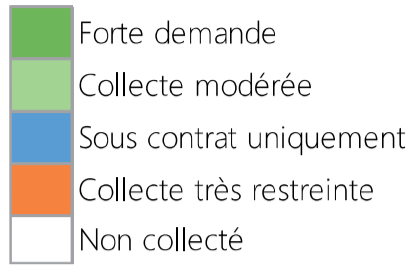 Forte demande
Collecte modérée
Sous contrat uniquement
Collecte très restreinte
Non collecté